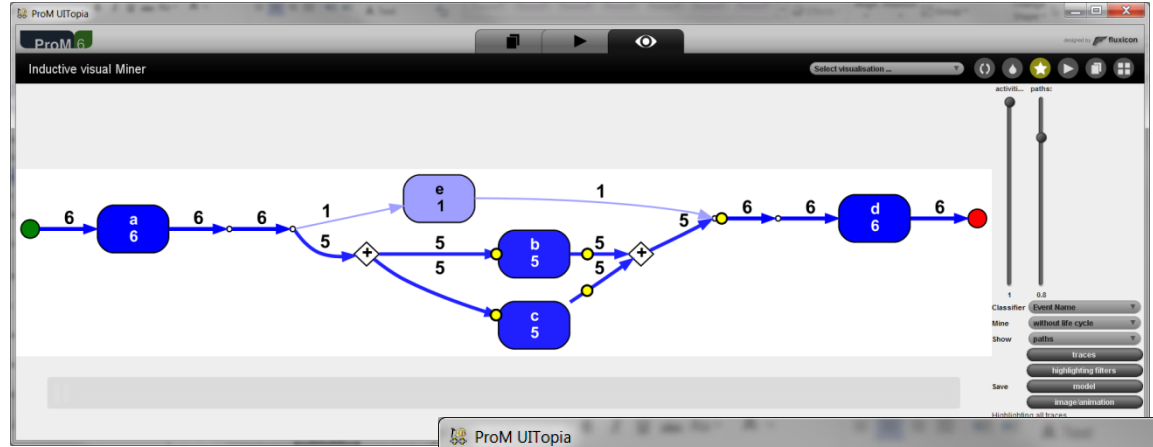 ProM UITopia
ProM 6
designed by fluxicon
Inductive visual Miner
Select visualisation ...
activiti... paths:
e
1
1
1
6
a
6
6
6
5
5
5
b
5
5
5
c
5
5
6
6
d
6
6
1
0.8
Classifier Event Name
Mine without life cycle
Show paths
traces
highlighting filters
Save model
image/animation
Highlighting all traces
ProM UITopia